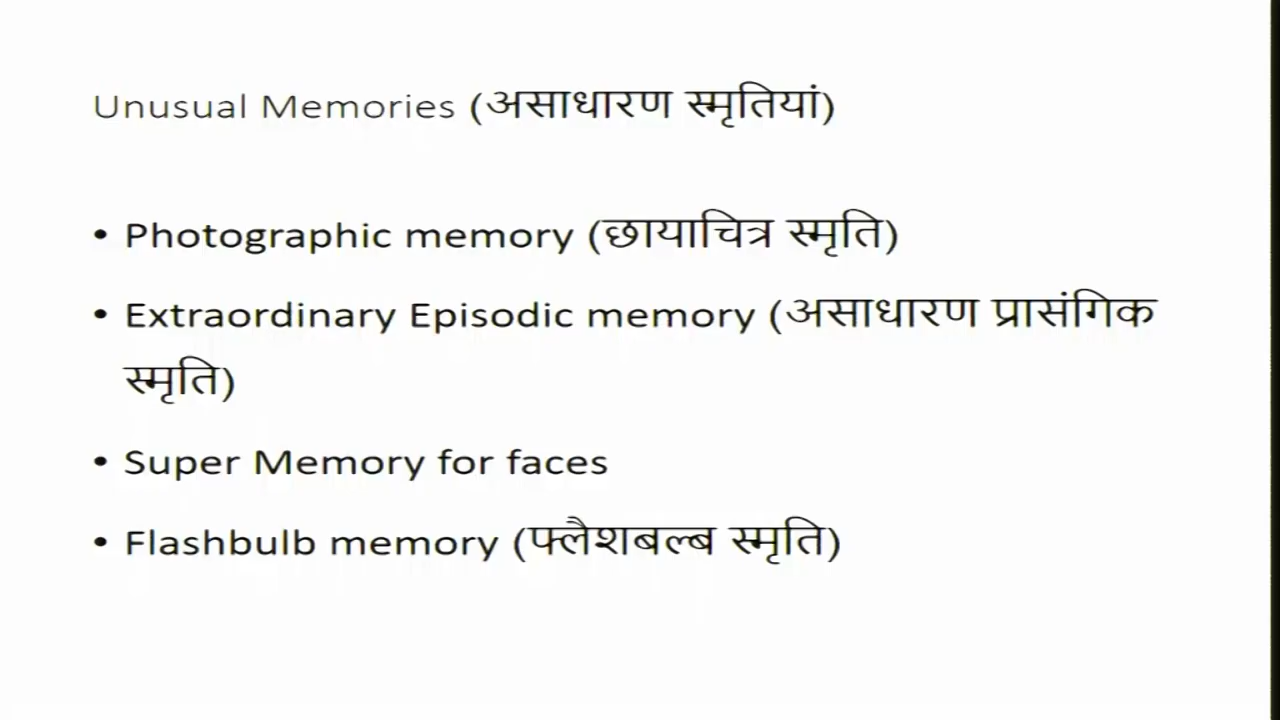 Unusual Memories (असाधारण स्मृतियां)
• Photographic memory (छायाचित्र स्मृति)
• Extraordinary Episodic memory (असाधारण प्रासंगिक
स्मृति)
• Super Memory for faces
• Flashbulb memory (फ्लैशबल्ब स्मृति)